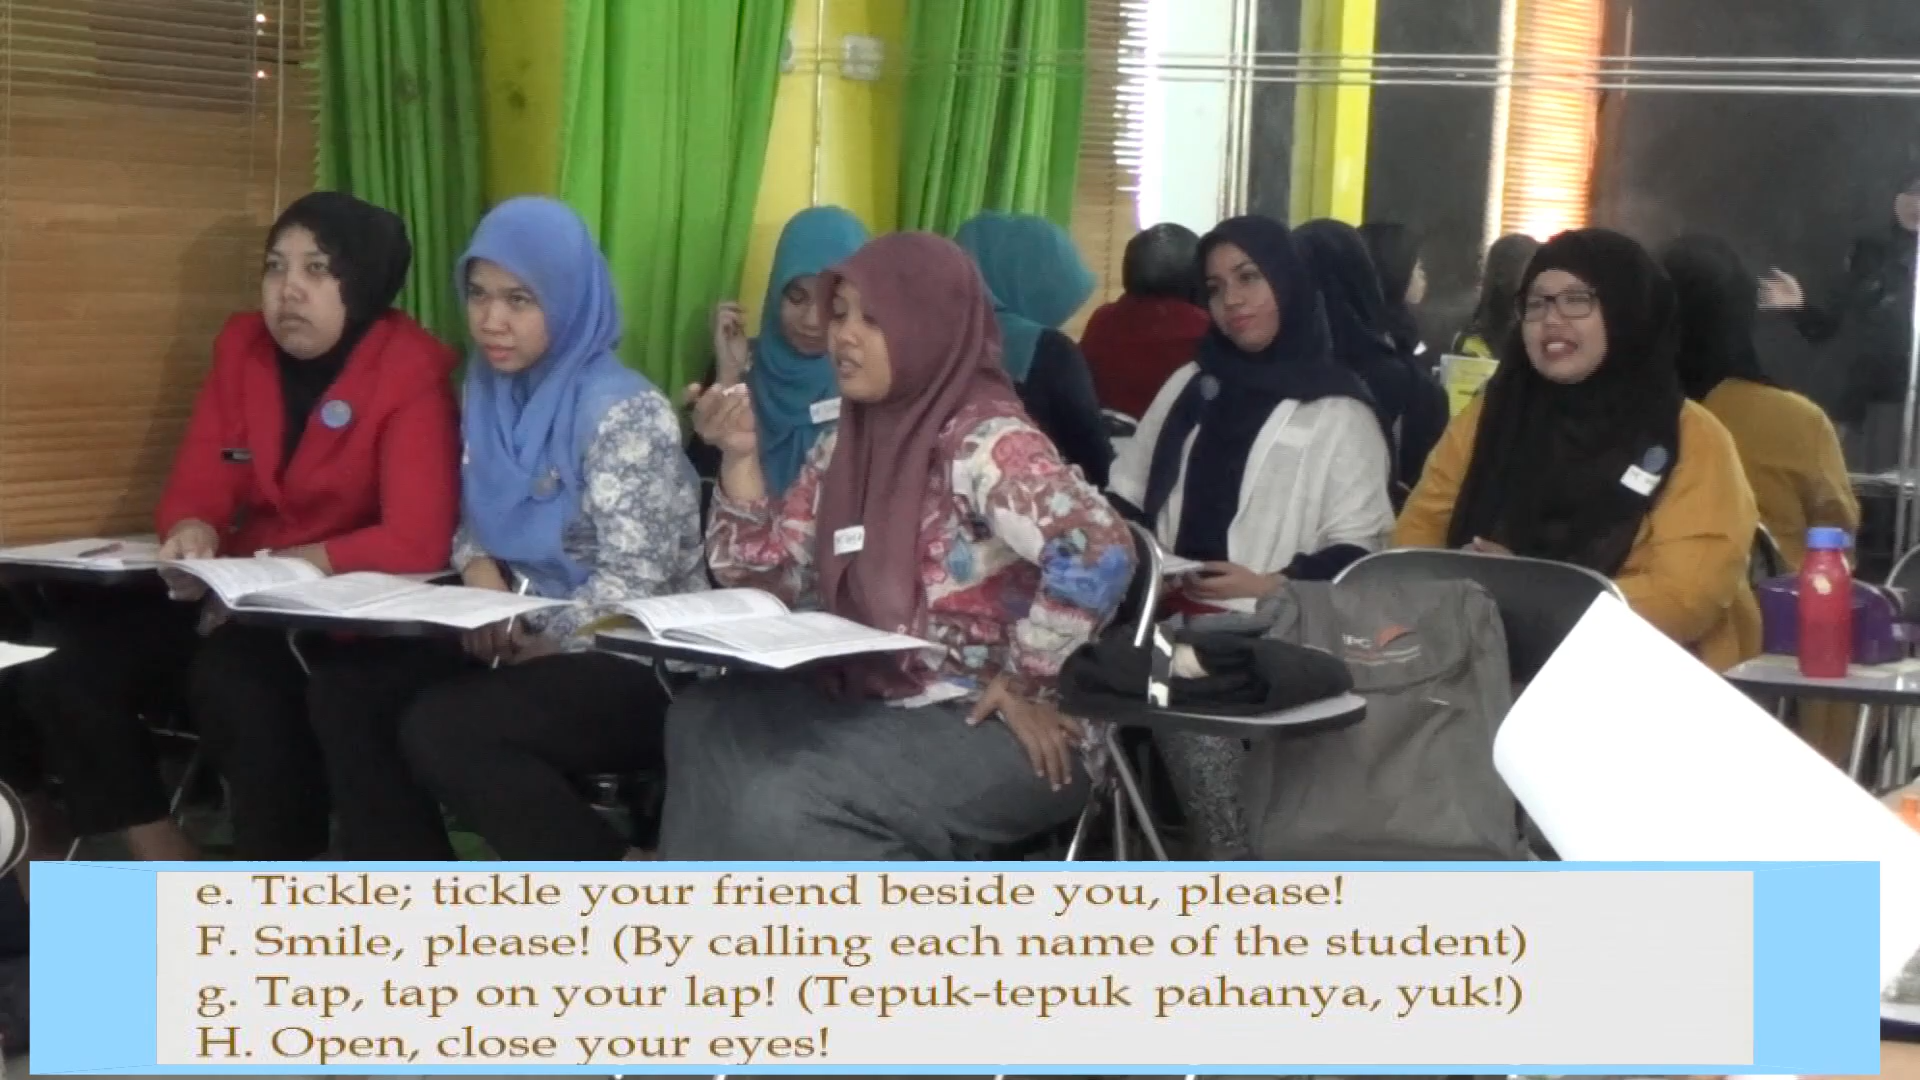 e. Tickle; tickle your friend beside you, please!
F. Smile, please! (By calling each name of the student)
g. Tap, tap on your lap! (Tepuk-tepuk pahanya, yuk!)
H. Open, close your eyes!